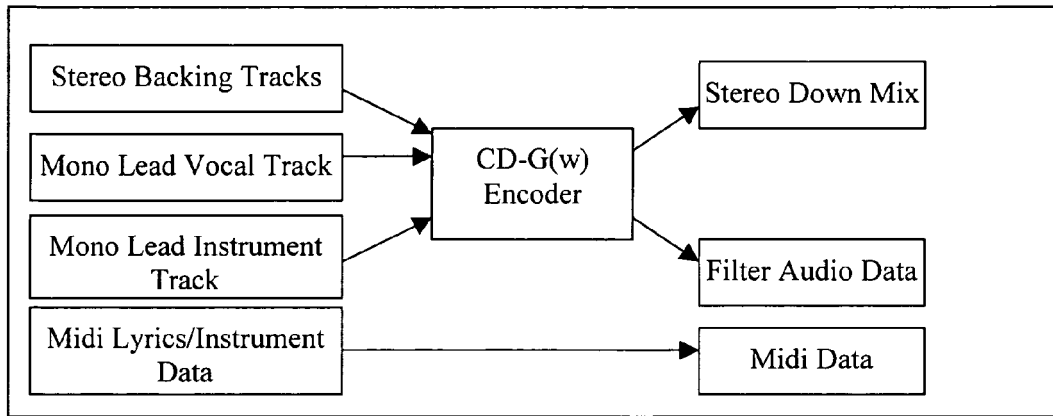 Stereo Backing Tracks
Mono Lead Vocal Track
Mono Lead Instrument
Track
Midi Lyrics/Instrument
Data
CD-G(w)
Encoder
Stereo Down Mix
Filter Audio Data
Midi Data